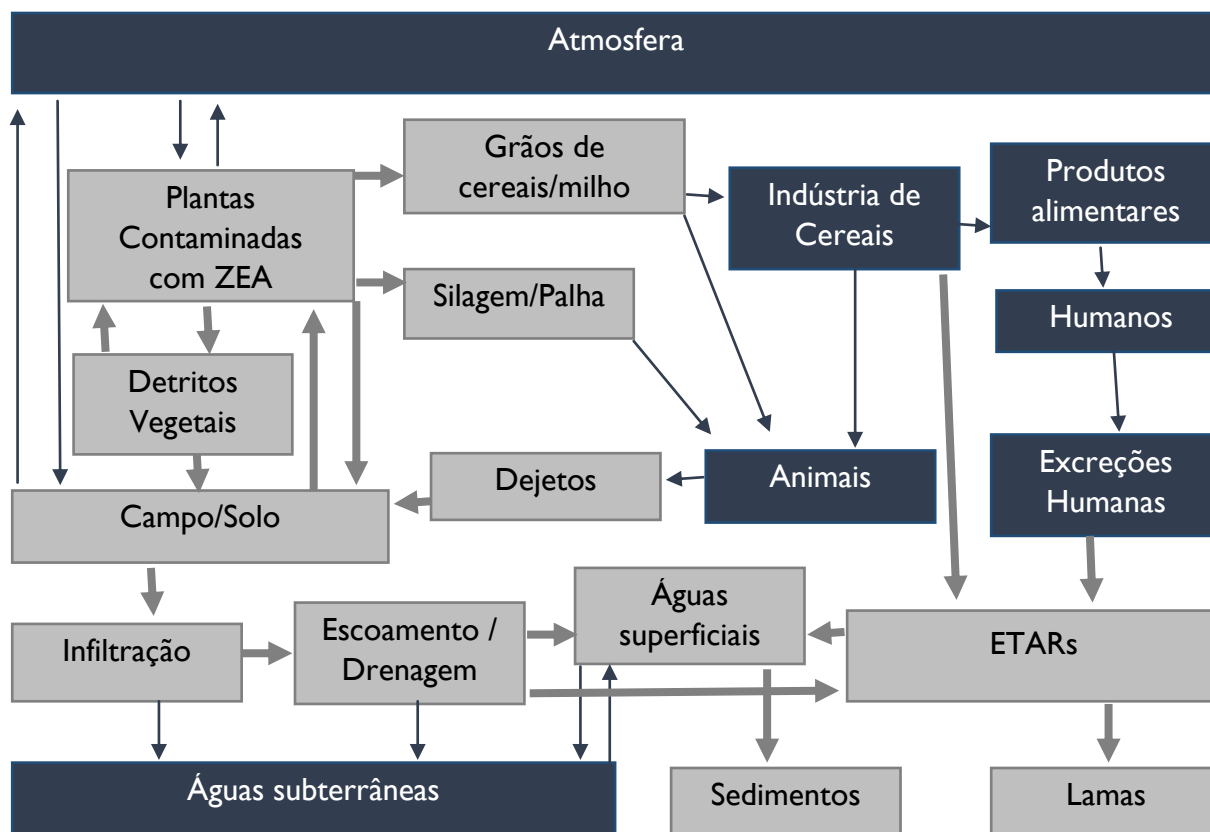 Atmosfera
Grãos de
cereais/milho
Produtos
alimentares
Indústria de
Cereais
Plantas
Contaminadas
com ZEA
Silagem/Palha
Humanos
Detritos
Vegetais
Dejetos
Animais
Excreções
Humanas
Campo/Solo
Águas
superficiais
Escoamento /
Drenagem
Infiltração
ETARs
Águas subterrâneas
Sedimentos
Lamas